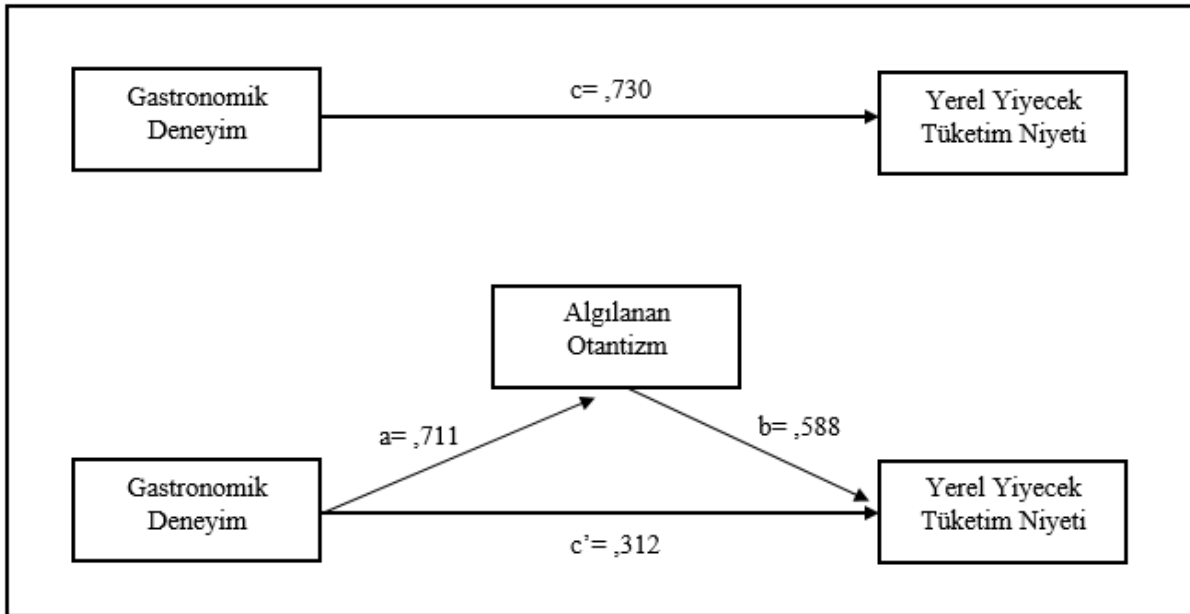 Gastronomik
Deneyim
c= ,730
Yerel Yiyecek
Tüketim Niyeti
Algılanan
Otantizm
a= ,711
b= ,588
Gastronomik
Deneyim
c’= ,312
Yerel Yiyecek
Tüketim Niyeti